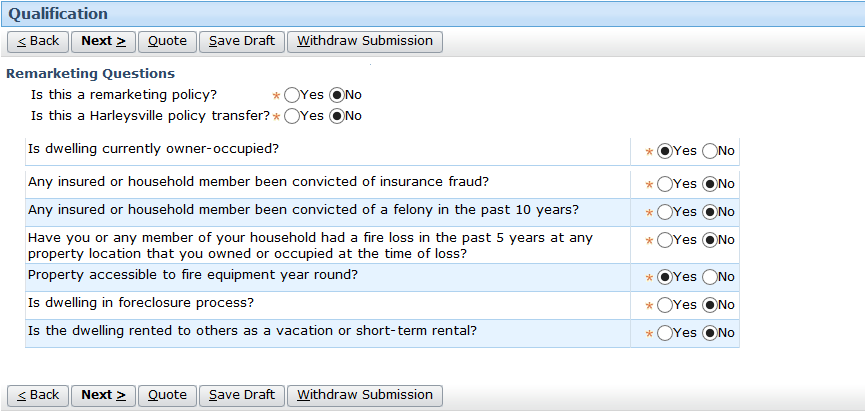 Qualification
< Back Next > Quote Save Draft Withdraw Submission
Remarketing Questions
Is this a remarketing policy? * Yes No
Is this a Harleysville policy transfer? * Yes No
Is dwelling currently owner-occupied? * Yes No
Any insured or household member been convicted of insurance fraud? * Yes No
Any insured or household member been convicted of a felony in the past 10 years? * Yes No
Have you or any member of your household had a fire loss in the past 5 years at any * Yes No
property location that you owned or occupied at the time of loss?
Property accessible to fire equipment year round? * Yes No
Is dwelling in foreclosure process? * Yes No
Is the dwelling rented to others as a vacation or short-term rental? * Yes No
< Back Next > Quote Save Draft Withdraw Submission